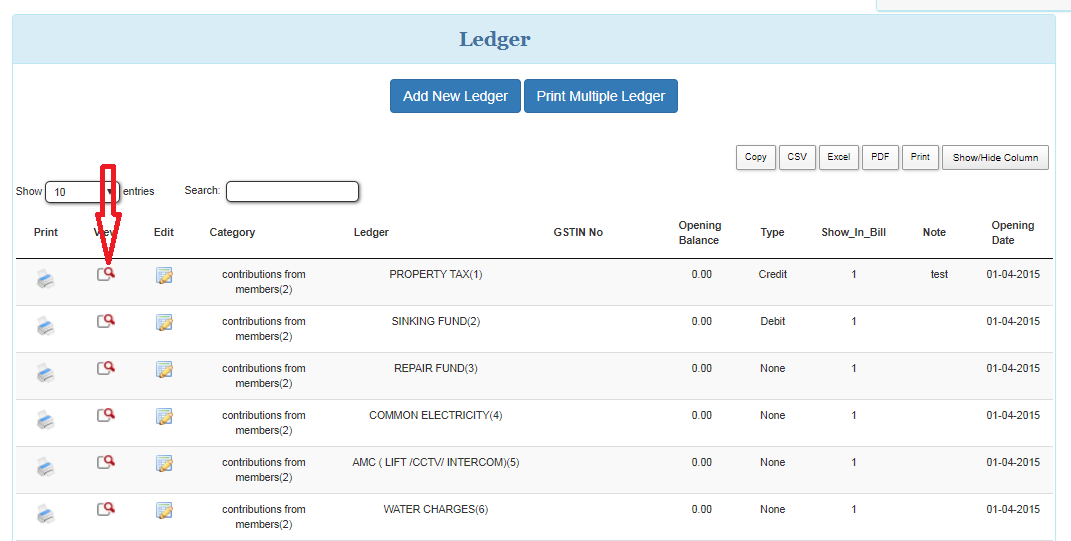 Ledger
Add New Ledger Print Multiple Ledger
Copy CSV Excel PDF Print Show/Hide Column
Show 10 entries Search:
Print View Edit Category Ledger GSTIN No Opening Balance Type Show_In_Bill Note Opening Date
contributions from PROPERTY TAX(1) 0.00 Credit 1 test 01-04-2015
members(2)
contributions from SINKING FUND(2) 0.00 Debit 1 01-04-2015
members(2)
contributions from REPAIR FUND(3) 0.00 None 1 01-04-2015
members(2)
contributions from COMMON ELECTRICITY(4) 0.00 None 1 01-04-2015
members(2)
contributions from AMC ( LIFT /CCTV/ INTERCOM)(5) 0.00 None 1 01-04-2015
members(2)
contributions from WATER CHARGES(6) 0.00 None 1 01-04-2015
members(2)